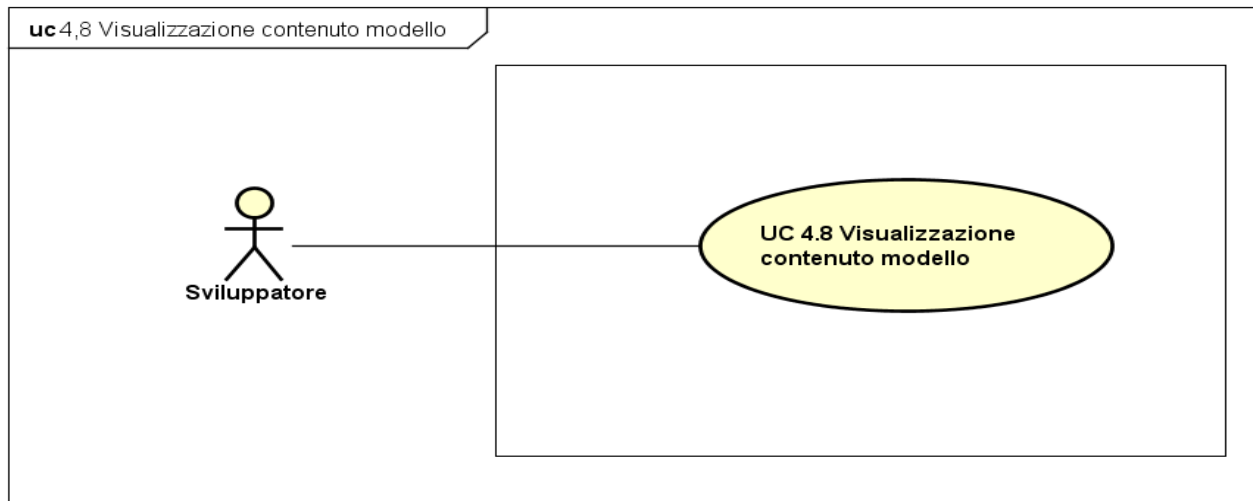 uc 4,8 Visualizzazione contenuto modello
UC 4.8 Visualizzazione
contenuto modello
Sviluppatore